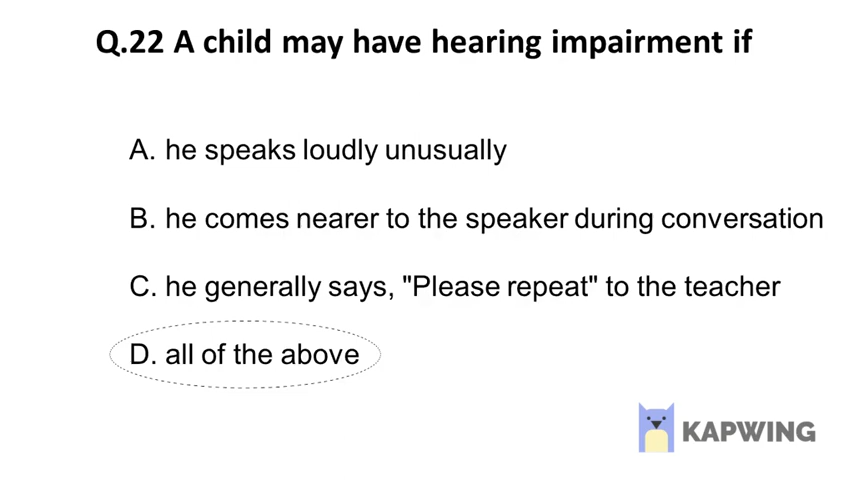 Q.22 A child may have hearing impairment if
A. he speaks loudly unusually
B. he comes nearer to the speaker during conversation
C. he generally says, "Please repeat" to the teacher
D. all of the above
KAPWING